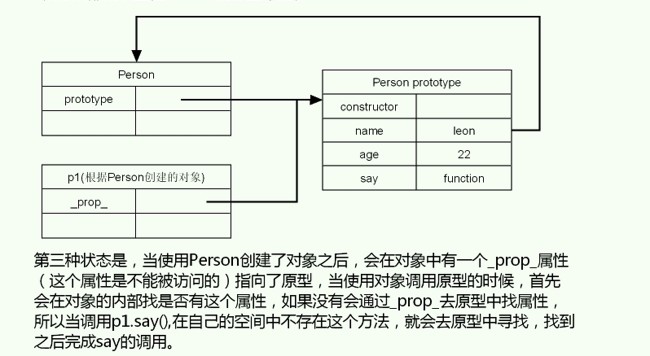 Person
prototype
Person prototype
constructor
name leon
age 22
say function
p1(根据Person创建的对象)
_prop_
第三种状态是，当使用Person创建了对象之后，会在对象中有一个_prop_属性
（这个属性是不能被访问的）指向了原型，当使用对象调用原型的时候，首先
会在对象的内部找是否有这个属性，如果没有会通过_prop_去原型中找属性，
所以当调用p1.say(),在自己的空间中不存在这个方法，就会去原型中寻找，找到
之后完成say的调用。